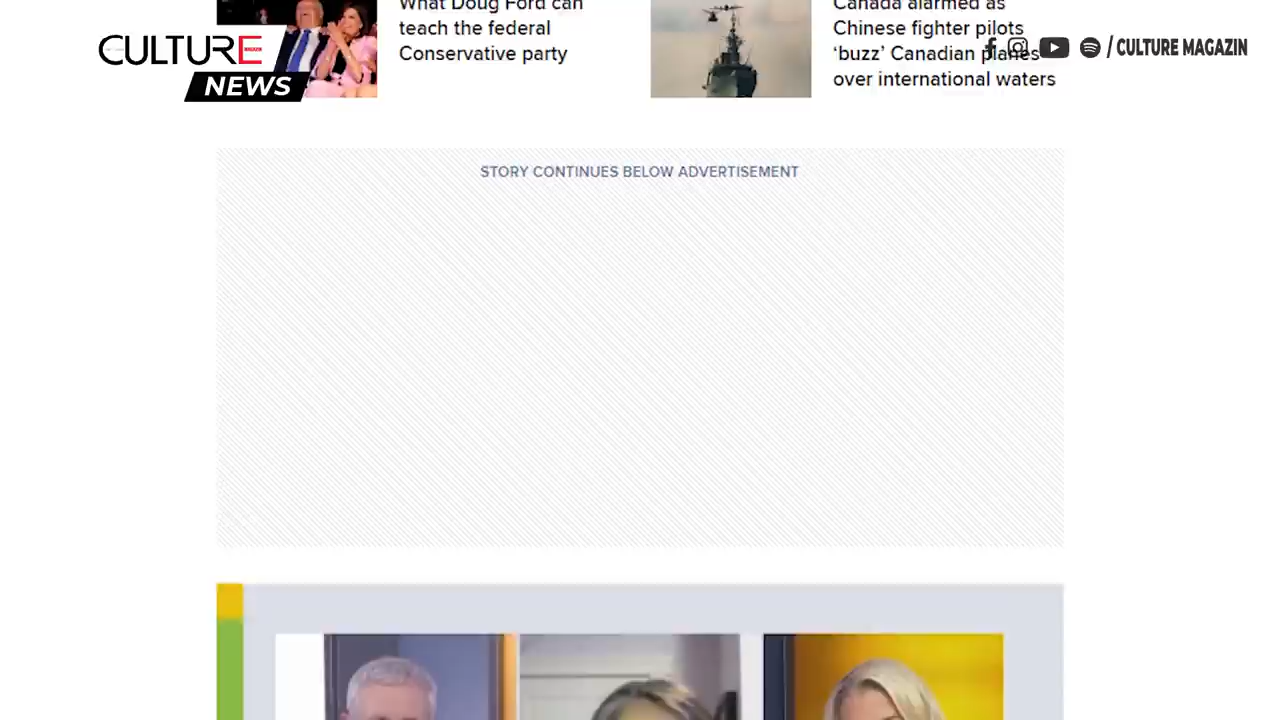 What Doug Ford can
teach the federal
Conservative party
Canada alarmed as
Chinese fighter pilots
‘buzz’ Canadian planes
over international waters
CULTURE
NEWS
/ CULTURE MAGAZIN
STORY CONTINUES BELOW ADVERTISEMENT